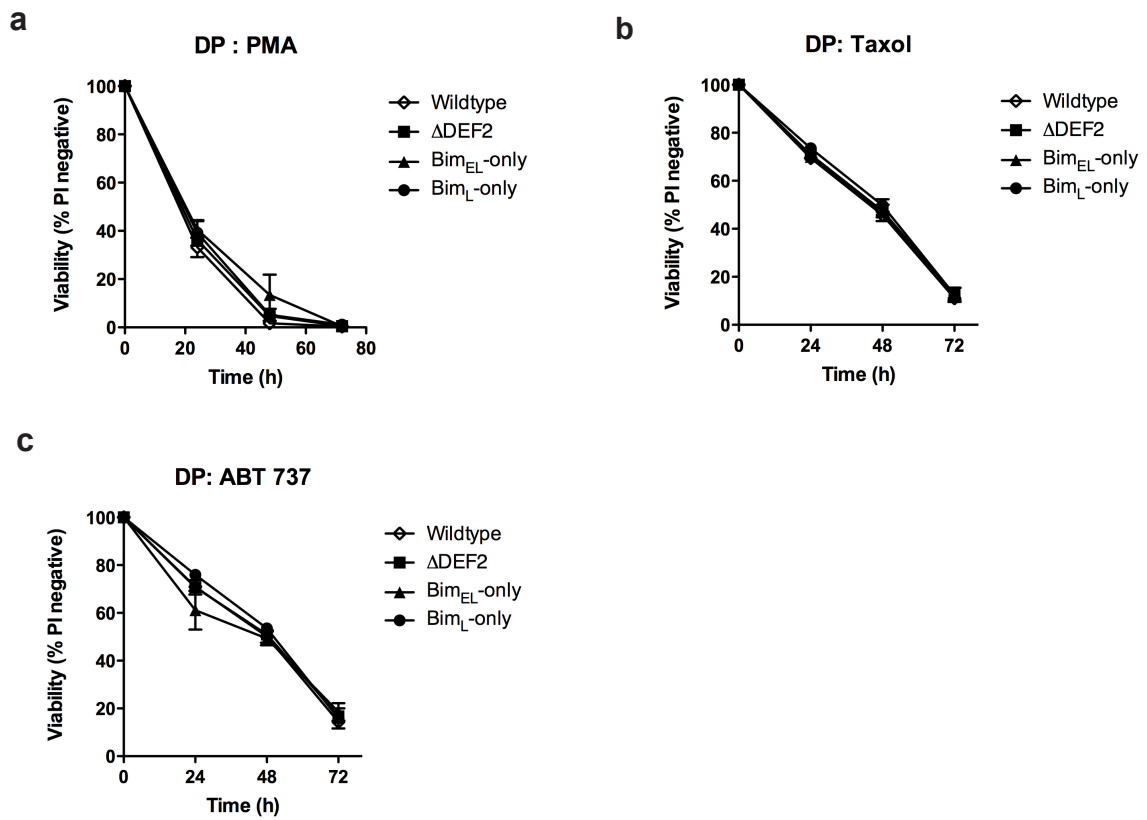 a
DP : PMA
Viability (% PI negative)
100
80
60
40
20
0
0 20 40 60 80
Time (h)
Wildtype
ΔDEF2
BimEL-only
BimL-only
b
DP: Taxol
Viability (% PI negative)
100
80
60
40
20
0
0 24 48 72
Time (h)
Wildtype
ΔDEF2
BimEL-only
BimL-only
c
DP: ABT 737
Viability (% PI negative)
100
80
60
40
20
0
0 24 48 72
Time (h)
Wildtype
ΔDEF2
BimEL-only
BimL-only